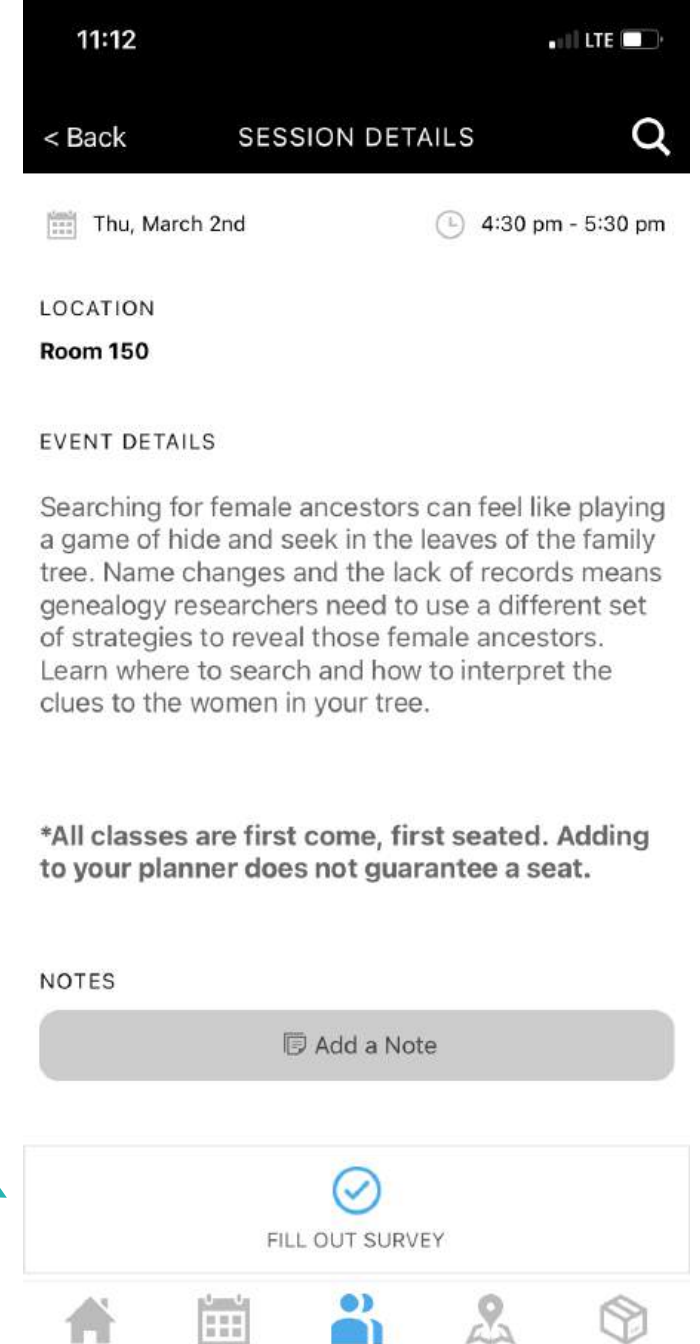 11:12 LTE
< Back SESSION DETAILS
Thu, March 2nd 4:30 pm - 5:30 pm
LOCATION
Room 150
EVENT DETAILS
Searching for female ancestors can feel like playing
a game of hide and seek in the leaves of the family
tree. Name changes and the lack of records means
genealogy researchers need to use a different set
of strategies to reveal those female ancestors.
Learn where to search and how to interpret the
clues to the women in your tree.
*All classes are first come, first seated. Adding
to your planner does not guarantee a seat.
NOTES
Add a Note
FILL OUT SURVEY